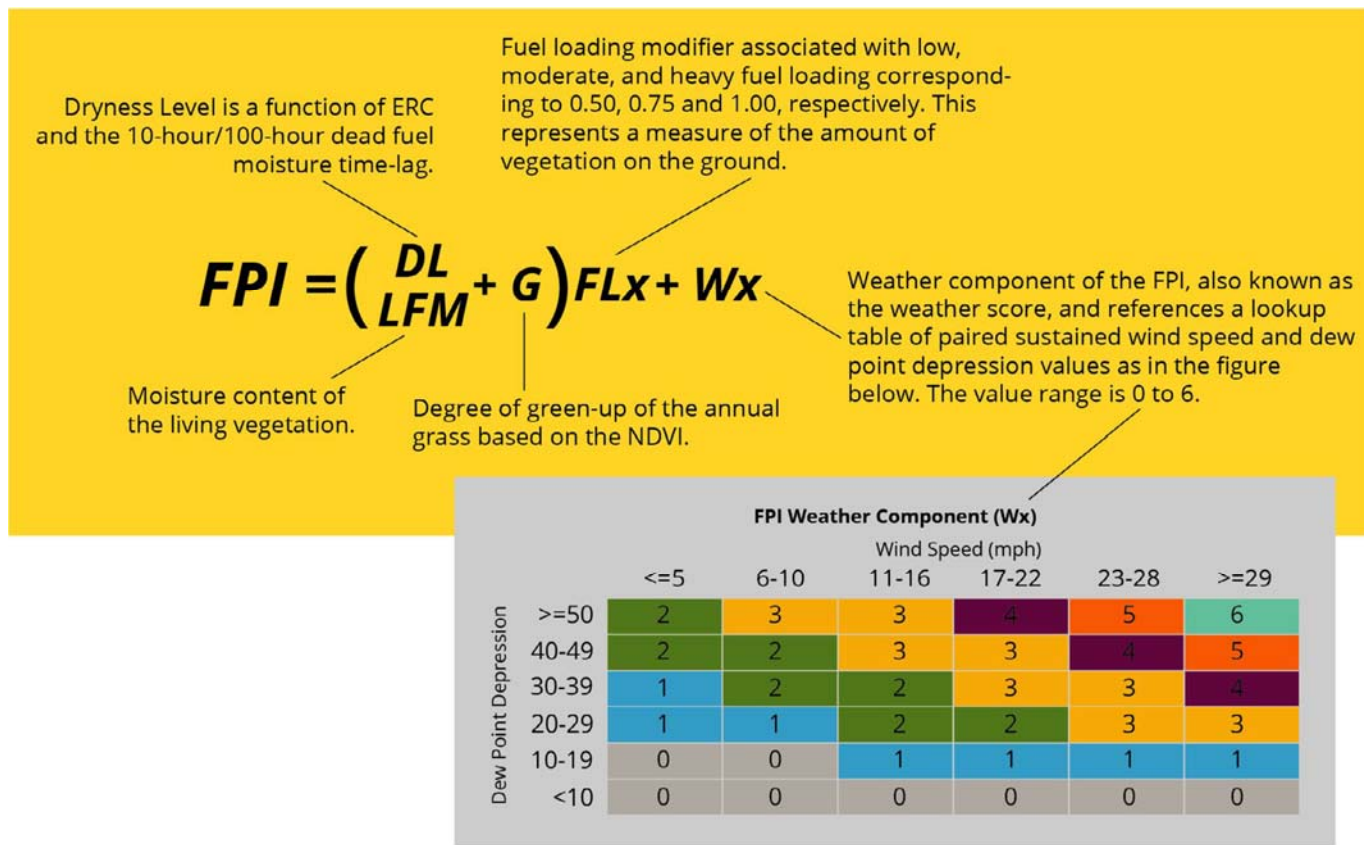 Fuel loading modifier associated with low,
moderate, and heavy fuel loading correspond-
ing to 0.50, 0.75 and 1.00, respectively. This
represents a measure of the amount of
vegetation on the ground.
Dryness Level is a function of ERC
and the 10-hour/100-hour dead fuel
moisture time-lag.
FPI = ( DL / LFM + G ) FLx + Wx
Weather component of the FPI, also known as
the weather score, and references a lookup
table of paired sustained wind speed and dew
point depression values as in the figure
below. The value range is 0 to 6.
Moisture content of
the living vegetation.
Degree of green-up of the annual
grass based on the NDVI.
FPI Weather Component (Wx)
Wind Speed (mph)
<=5 6-10 11-16 17-22 23-28 >=29
Dew Point Depression
>=50 2 3 3 4 5 6
40-49 2 2 3 3 4 5
30-39 1 2 2 3 3 4
20-29 1 1 2 2 3 3
10-19 0 0 1 1 1 1
<10 0 0 0 0 0 0